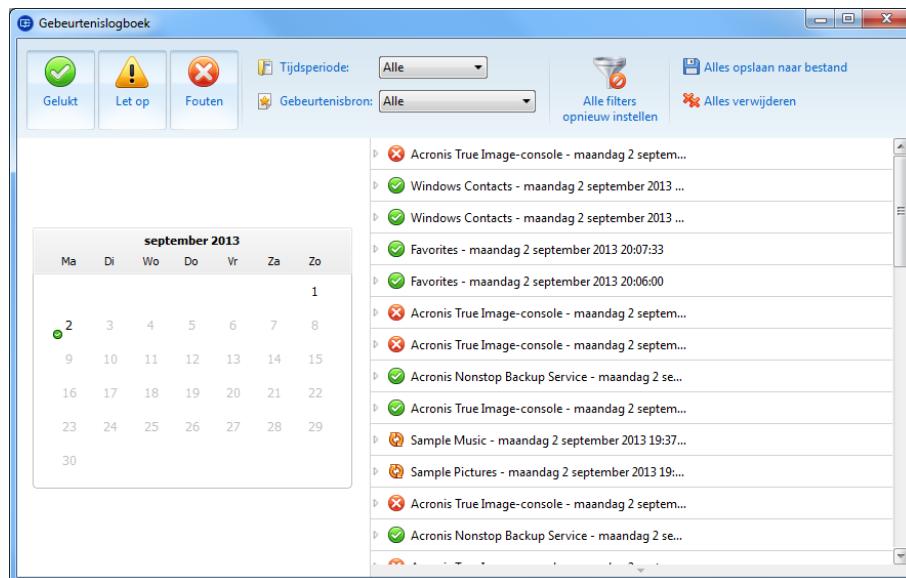 Gebeurtenislogboek
Gelukt
Let op
Fouten
Tijdsperiode:
Alle
Gebeurtenisbron:
Alle
Alle filters
opnieuw instellen
Alles opslaan naar bestand
Alles verwijderen
september 2013
Ma Di Wo Do Vr Za Zo
1
2 3 4 5 6 7 8
9 10 11 12 13 14 15
16 17 18 19 20 21 22
23 24 25 26 27 28 29
30
Acronis True Image-console - maandag 2 septem...
Windows Contacts - maandag 2 september 2013 ...
Windows Contacts - maandag 2 september 2013 ...
Favorites - maandag 2 september 2013 20:07:33
Favorites - maandag 2 september 2013 20:06:00
Acronis True Image-console - maandag 2 septem...
Acronis True Image-console - maandag 2 septem...
Acronis Nonstop Backup Service - maandag 2 se...
Acronis True Image-console - maandag 2 septem...
Sample Music - maandag 2 september 2013 19:37...
Sample Pictures - maandag 2 september 2013 19:...
Acronis True Image-console - maandag 2 septem...
Acronis Nonstop Backup Service - maandag 2 se...